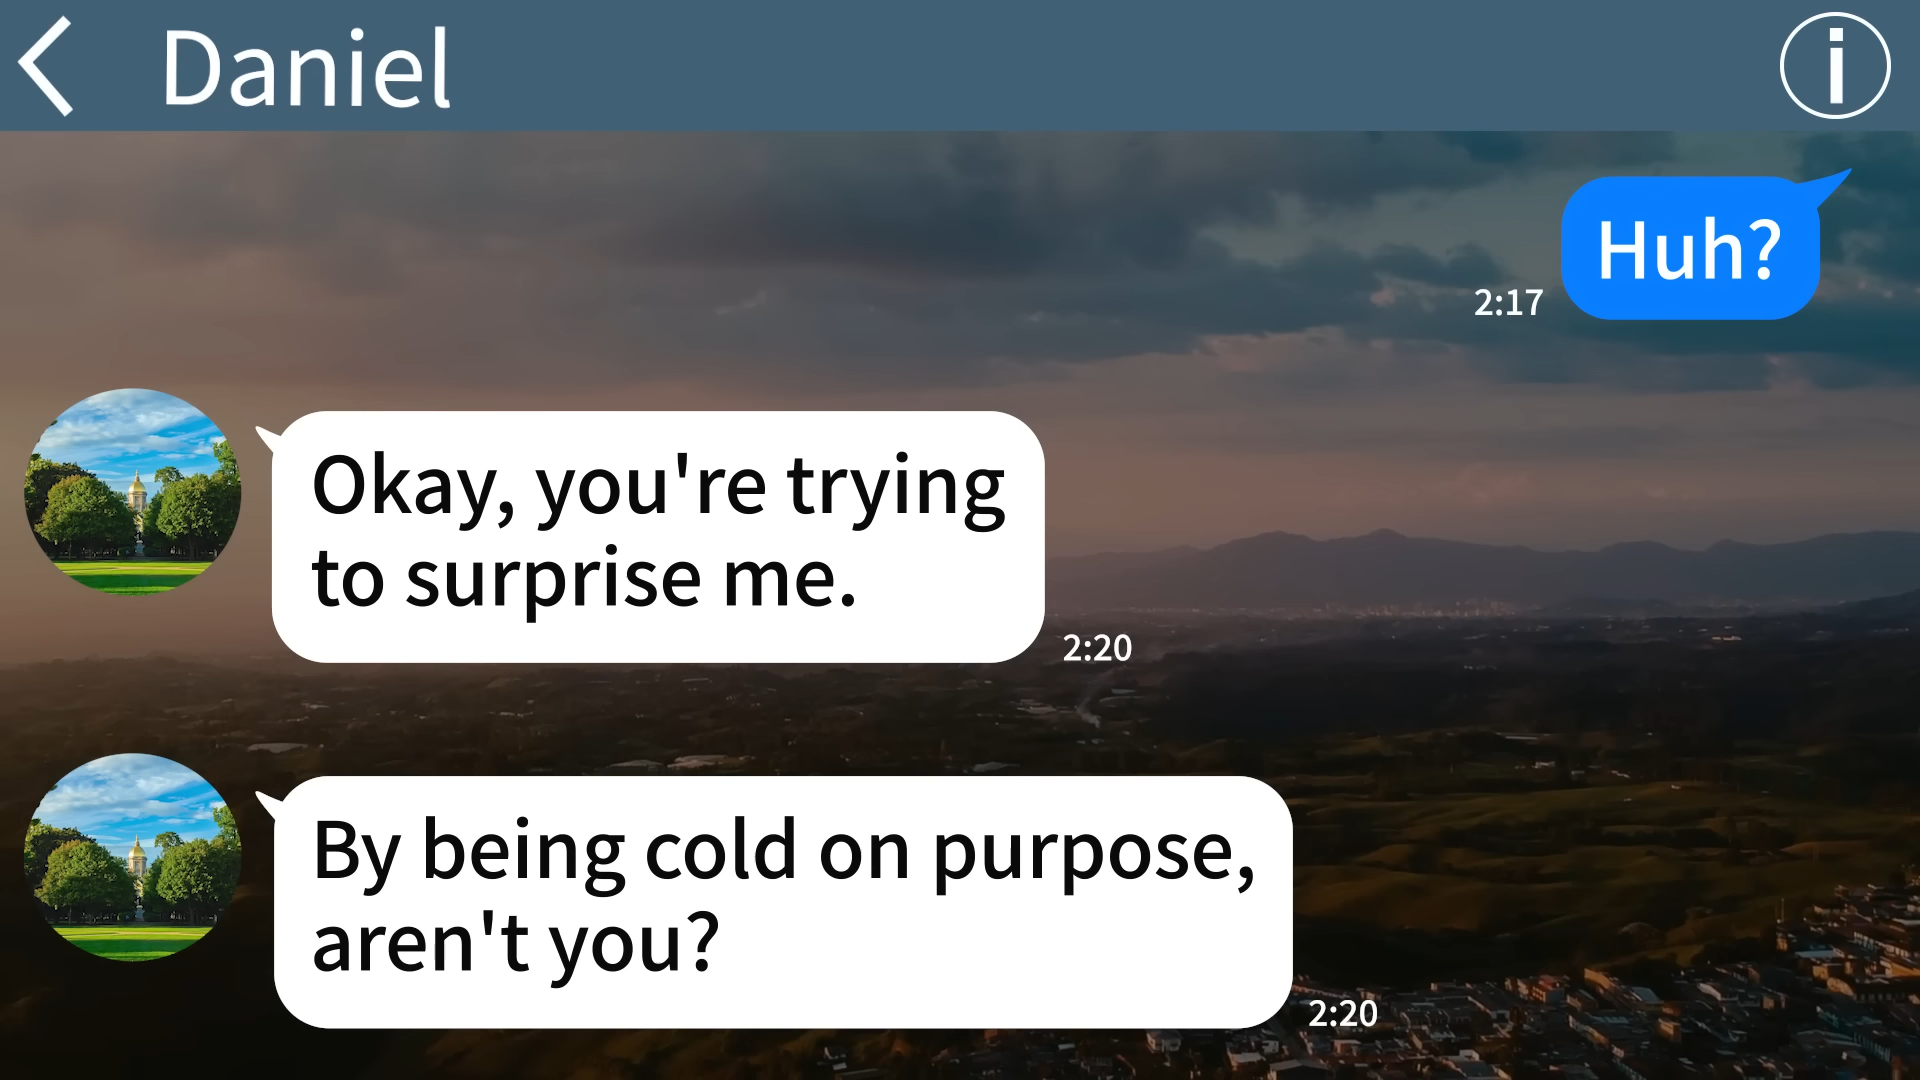 Daniel
Huh?
2:17
Okay, you're trying
to surprise me.
2:20
By being cold on purpose,
aren't you?
2:20